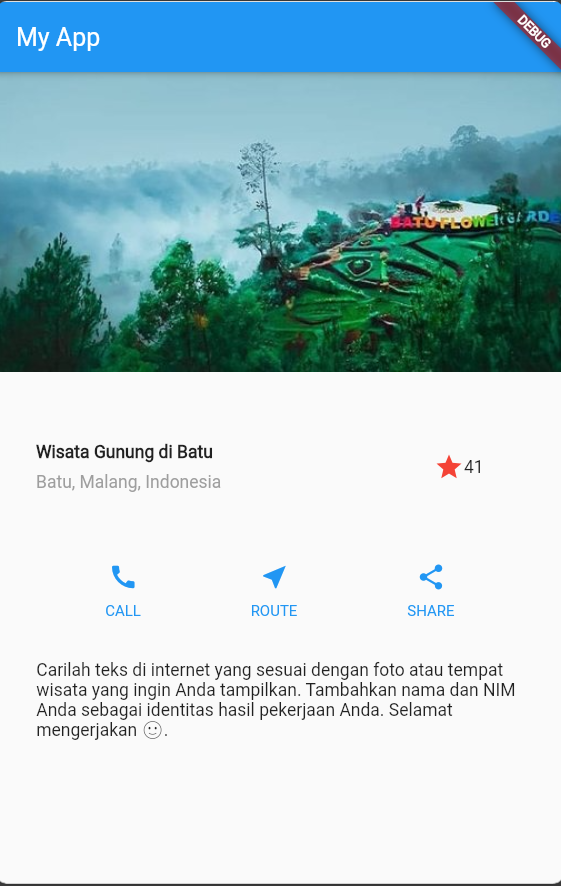 My App
DEBUG
BATU FLOWER GARDE
Wisata Gunung di Batu
Batu, Malang, Indonesia
41
CALL
ROUTE
SHARE
Carilah teks di internet yang sesuai dengan foto atau tempat
wisata yang ingin Anda tampilkan. Tambahkan nama dan NIM
Anda sebagai identitas hasil pekerjaan Anda. Selamat
mengerjakan 🙂.